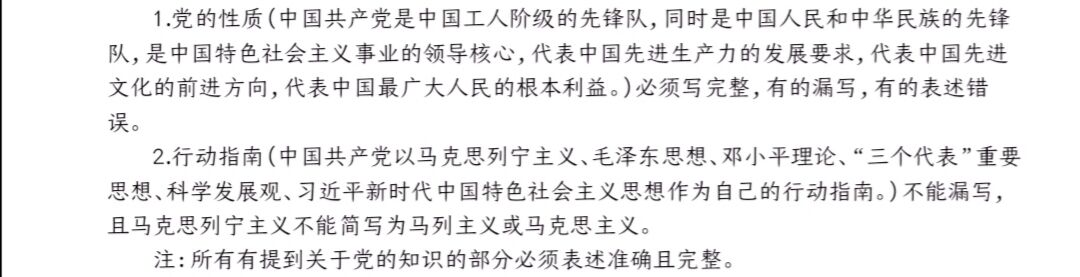 1.党的性质(中国共产党是中国工人阶级的先锋队,同时是中国人民和中华民族的先锋
队,是中国特色社会主义事业的领导核心,代表中国先进生产力的发展要求,代表中国先进
文化的前进方向,代表中国最广大人民的根本利益。)必须写完整,有的漏写,有的表述错
误。
2.行动指南(中国共产党以马克思列宁主义、毛泽东思想、邓小平理论、“三个代表”重要
思想、科学发展观、习近平新时代中国特色社会主义思想作为自己的行动指南。)不能漏写,
且马克思列宁主义不能简写为马列主义或马克思主义。
注:所有有提到关于党的知识的部分必须表述准确且完整。